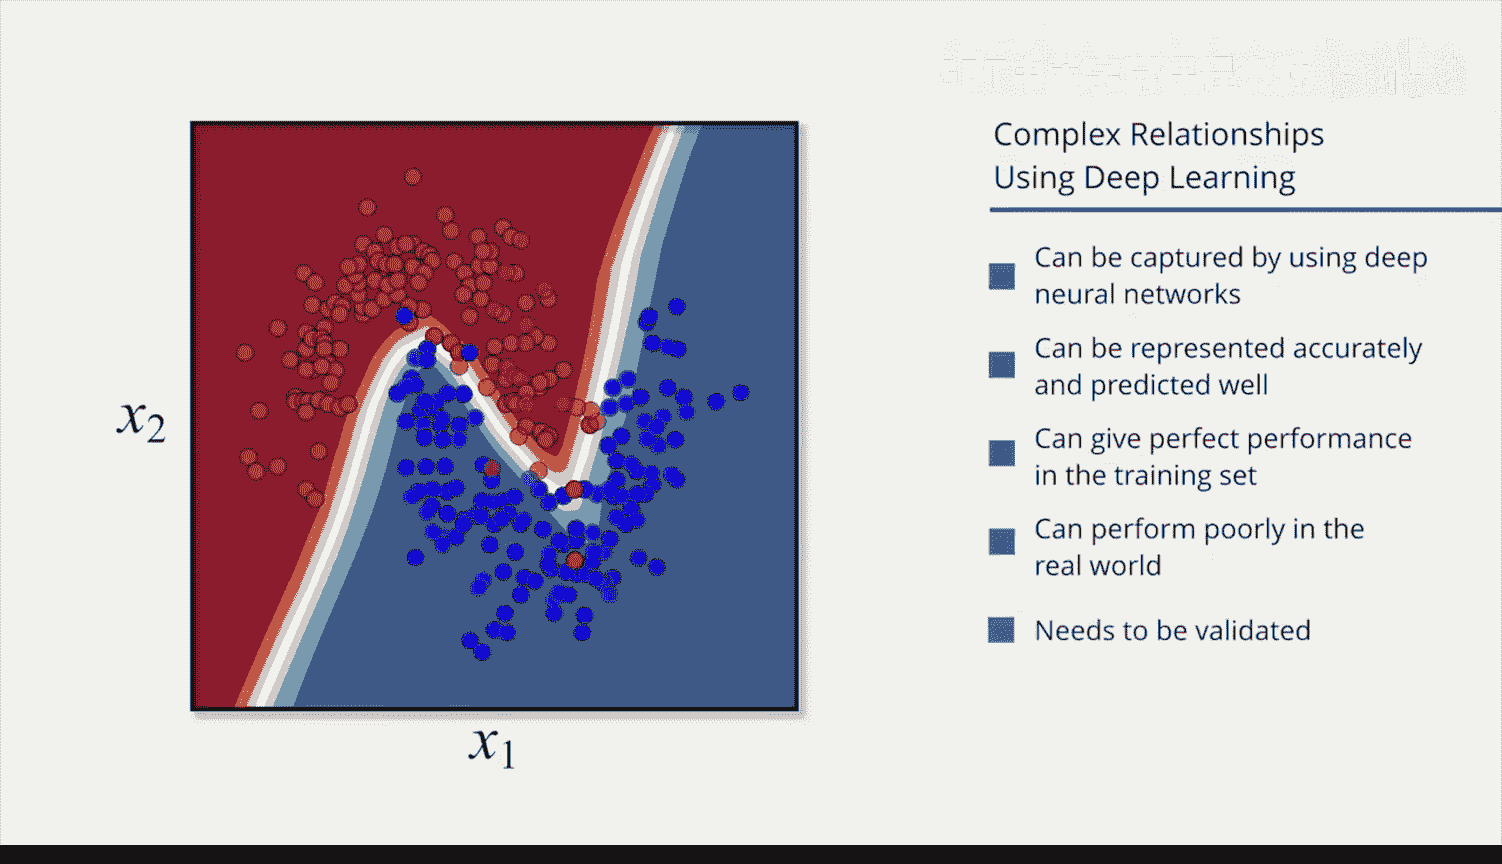 Complex Relationships
Using Deep Learning
Can be captured by using deep
neural networks
Can be represented accurately
and predicted well
Can give perfect performance
in the training set
Can perform poorly in the
real world
Needs to be validated
x2
x1